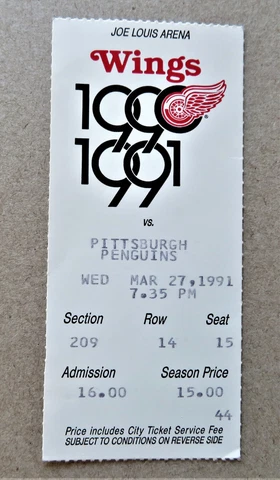 JOE LOUIS ARENA
Wings
1990
1991
vs.
PITTSBURGH
PENGUINS
WED MAR 27,1991
7.35 PM
Section Row Seat
209 14 15
Admission Season Price
16.00 15.00
44
Price includes City Ticket Service Fee
SUBJECT TO CONDITIONS ON REVERSE SIDE